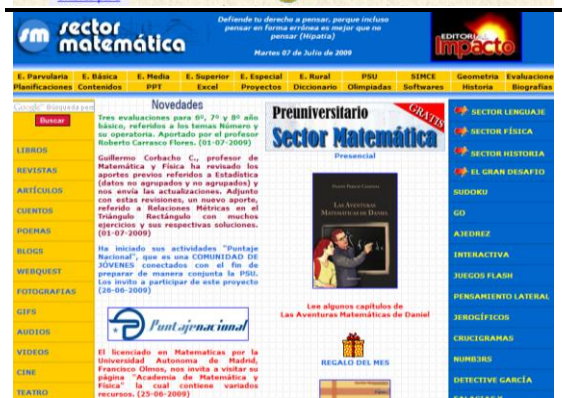 sm sector matemática
Defiende tu derecho a pensar, porque incluso
pensar en forma errónea es mejor que no
pensar (Hipatia)
Martes 07 de Julio de 2009
EDITORIAL
Impacto
E. Parvularia E. Básica E. Media E. Superior E. Especial E. Rural PSU SIMCE Geometria Evaluacione
Planificaciones Contenidos PPT Excel Proyectos Diccionario Olimpiadas Softwares Historia Biografías
Google Búsqueda pers
Buscar
LIBROS
REVISTAS
ARTÍCULOS
CUENTOS
POEMAS
BLOGS
WEBQUEST
FOTOGRAFIAS
GIFS
AUDIOS
VIDEOS
CINE
TEATRO
Novedades
Tres evaluaciones para 6º, 7º y 8º año
básico, referidos a los temas Número y
su operatoria. Aportado por el profesor
Roberto Carrasco Flores. (01-07-2009)
Guillermo Corbacho C., profesor de
Matemática y Física ha revisado los
aportes previos referidos a Estadística
(datos no agrupados y no agrupados) y
nos envía las actualizaciones. Adjunto
con estas revisiones, un nuevo aporte,
referido a Relaciones Métricas en el
Triángulo Rectángulo con muchos
ejercicios y sus respectivas soluciones.
(01-07-2009)
Ha iniciado sus actividades "Puntaje
Nacional", que es una COMUNIDAD DE
JÓVENES conectados con el fin de
preparar de manera conjunta la PSU.
Los invito a participar de este proyecto
(26-06-2009)
Puntajenacional
El licenciado en Matematicas por la
Universidad Autonoma de Madrid,
Francisco Olmos, nos invita a visitar su
página "Academia de Matemática y
Física" la cual contiene variados
recursos. (25-06-2009)
Preuniversitario
GRATIS
Sector Matemática
Presencial
LAS AVENTURAS
MATEMÁTICAS DE DANIEL
Lee algunos capítulos de
Las Aventuras Matemáticas de Daniel
REGALO DEL MES
SECTOR LENGUAJE
SECTOR FÍSICA
SECTOR HISTORIA
EL GRAN DESAFIO
SUDOKU
GO
AJEDREZ
INTERACTIVA
JUEGOS FLASH
PENSAMIENTO LATERAL
JEROGÍFICOS
CRUCIGRAMAS
NUMB3RS
DETECTIVE GARCÍA